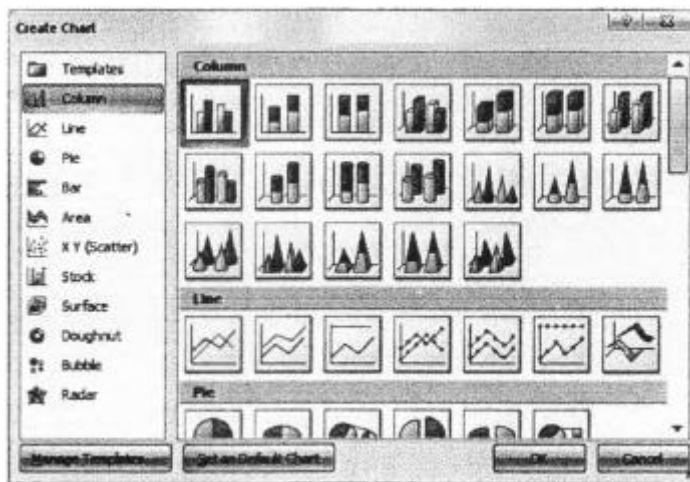 Create Chart
Templates
Column
Line
Pie
Bar
Area
X Y (Scatter)
Stock
Surface
Doughnut
Bubble
Radar
Column
Line
Pie
Manage Templates...
Set as Default Chart
OK
Cancel